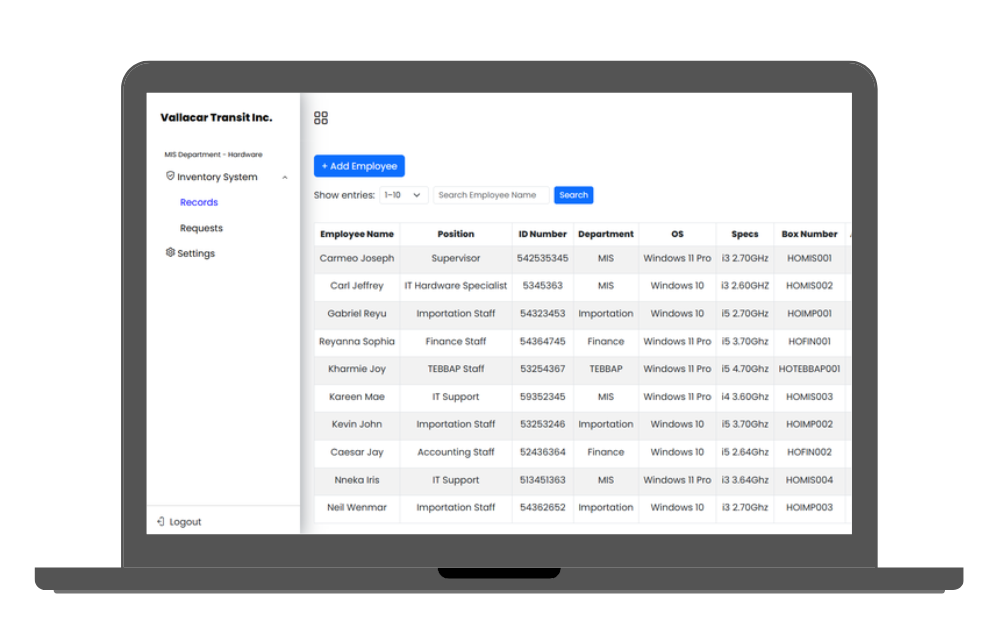 Vallacar Transit Inc.
MIS Department - Hardware
Inventory System
Records
Requests
Settings
Logout
+ Add Employee
Show entries: 1-10 Search Employee Name Search
Employee Name Position ID Number Department OS Specs Box Number
Carmeo Joseph Supervisor 542535345 MIS Windows 11 Pro i3 2.70GHz HOMIS001
Carl Jeffrey IT Hardware Specialist 5345363 MIS Windows 10 i3 2.60GHZ HOMIS002
Gabriel Reyu Importation Staff 54323453 Importation Windows 10 i5 2.70GHz HOIMP001
Reyanna Sophia Finance Staff 54364745 Finance Windows 11 Pro i5 3.70Ghz HOFIN001
Kharmie Joy TEBBAP Staff 53254367 TEBBAP Windows 11 Pro i5 4.70Ghz HOTEBBAP001
Kareen Mae IT Support 59352345 MIS Windows 11 Pro i4 3.60Ghz HOMIS003
Kevin John Importation Staff 53253246 Importation Windows 10 i5 3.70Ghz HOIMP002
Caesar Jay Accounting Staff 52436364 Finance Windows 10 i5 2.64Ghz HOFIN002
Nneka Iris IT Support 513451363 MIS Windows 11 Pro i3 3.64Ghz HOMIS004
Neil Wenmar Importation Staff 54362652 Importation Windows 10 i3 2.70Ghz HOIMP003